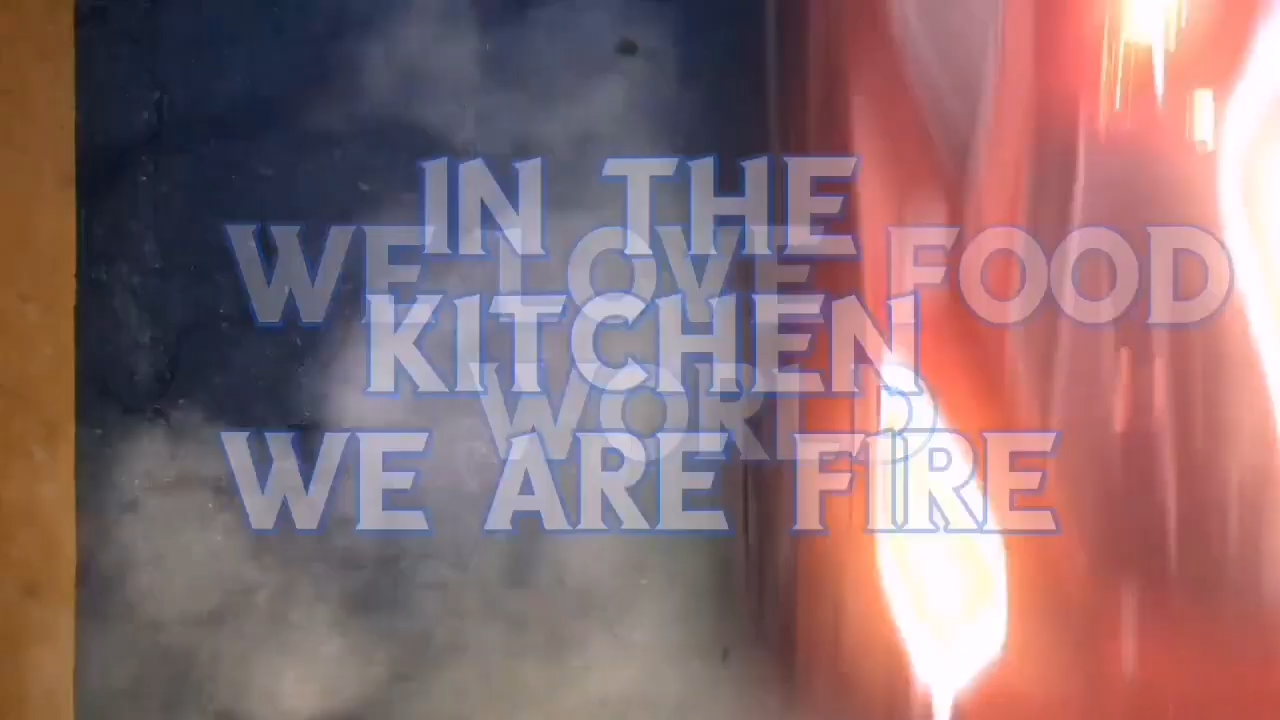 IN THE
WE LOVE FOOD
KITCHEN
WORLD
WE ARE FIRE